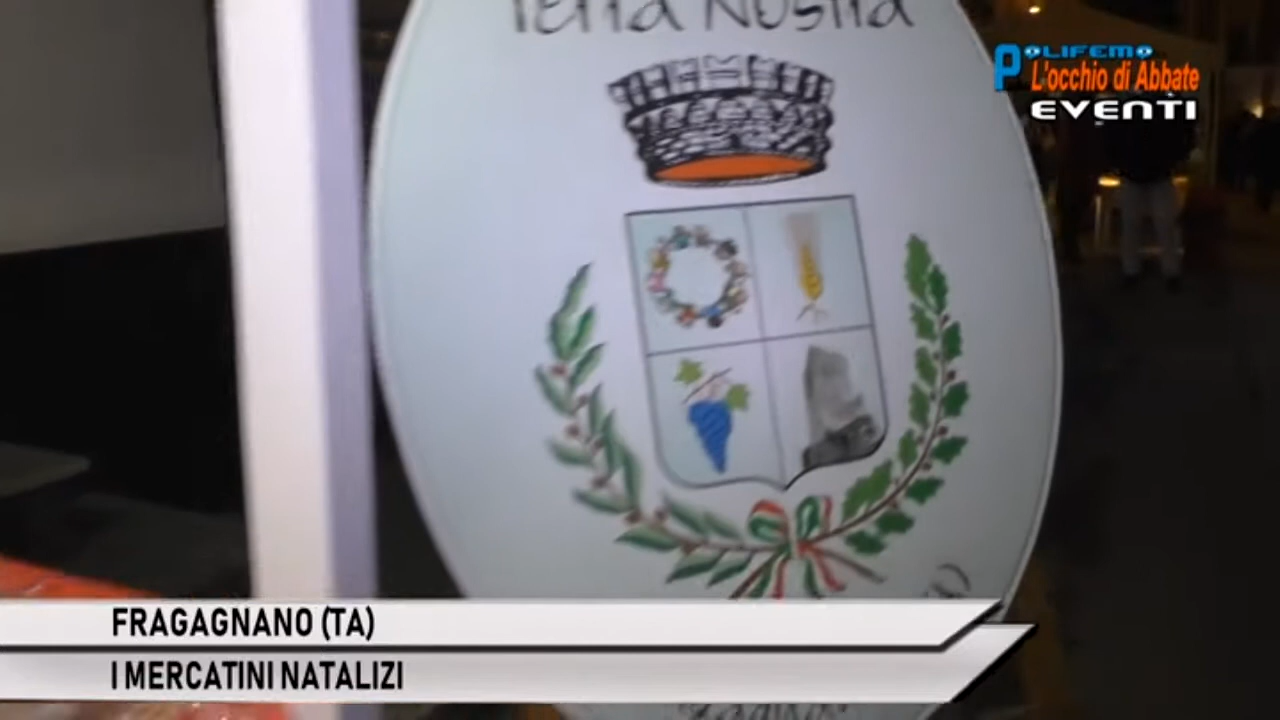 Terra Nostra
POLIFEMO
L'occhio di Abbate
EVENTI
FRAGAGNANO (TA)
I MERCATINI NATALIZI